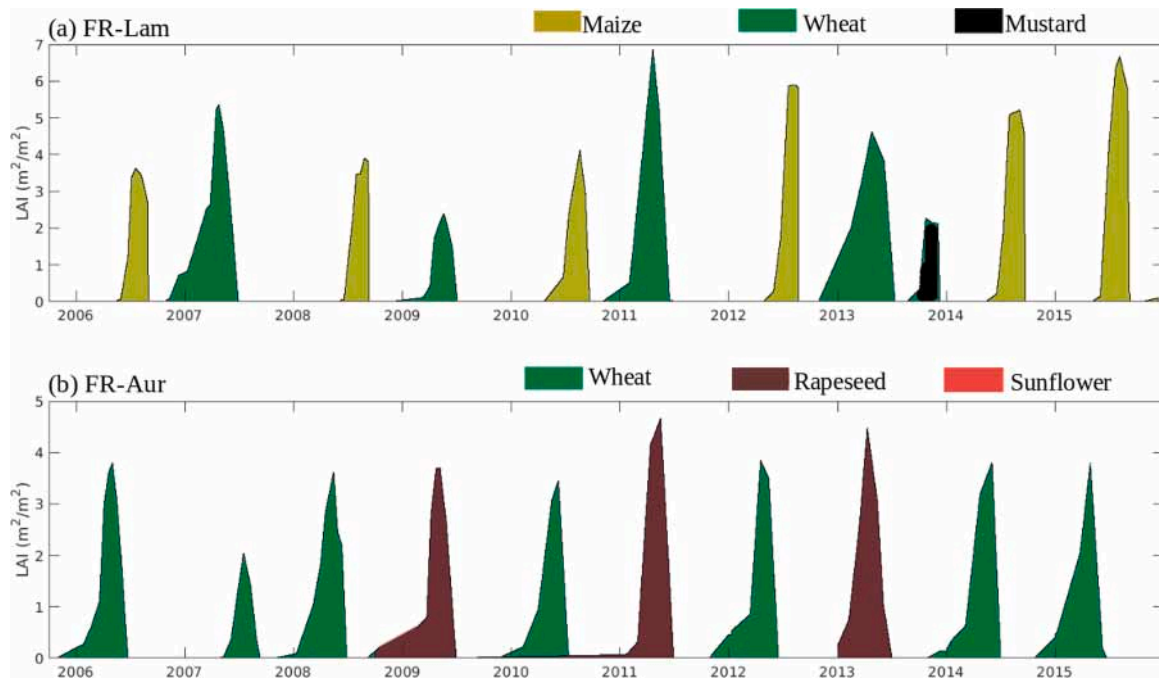 (a) FR-Lam
Maize Wheat Mustard
7
6
5
4
3
2
1
0
LAI (m²/m²)
2006 2007 2008 2009 2010 2011 2012 2013 2014 2015
(b) FR-Aur
Wheat Rapeseed Sunflower
5
4
3
2
1
0
LAI (m²/m²)
2006 2007 2008 2009 2010 2011 2012 2013 2014 2015